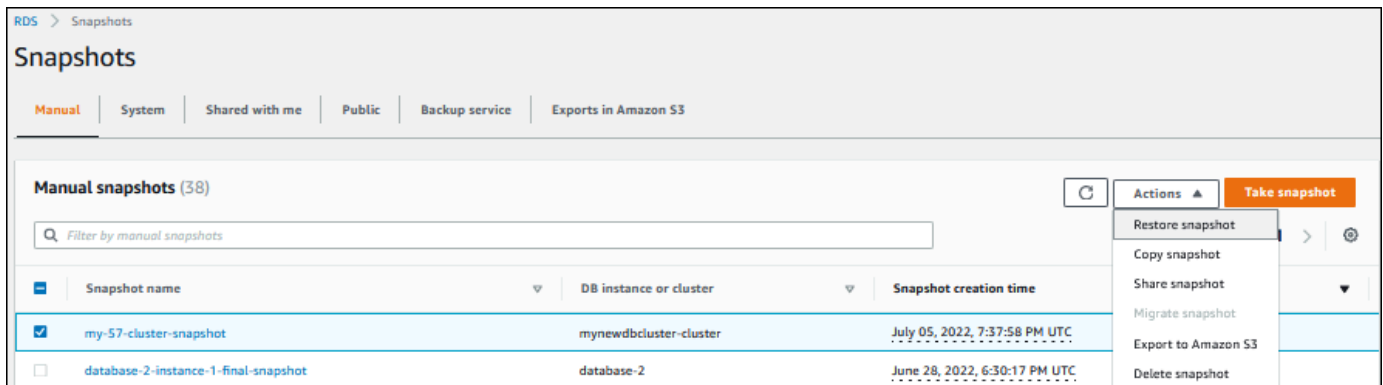 RDS > Snapshots
Snapshots
Manual System Shared with me Public Backup service Exports in Amazon S3
Manual snapshots (38)
Actions ▲ Take snapshot
Filter by manual snapshots
Restore snapshot
Copy snapshot
Share snapshot
Migrate snapshot
Export to Amazon S3
Delete snapshot
Snapshot name DB instance or cluster Snapshot creation time
my-57-cluster-snapshot mynewdbcluster-cluster July 05, 2022, 7:37:58 PM UTC
database-2-instance-1-final-snapshot database-2 June 28, 2022, 6:30:17 PM UTC